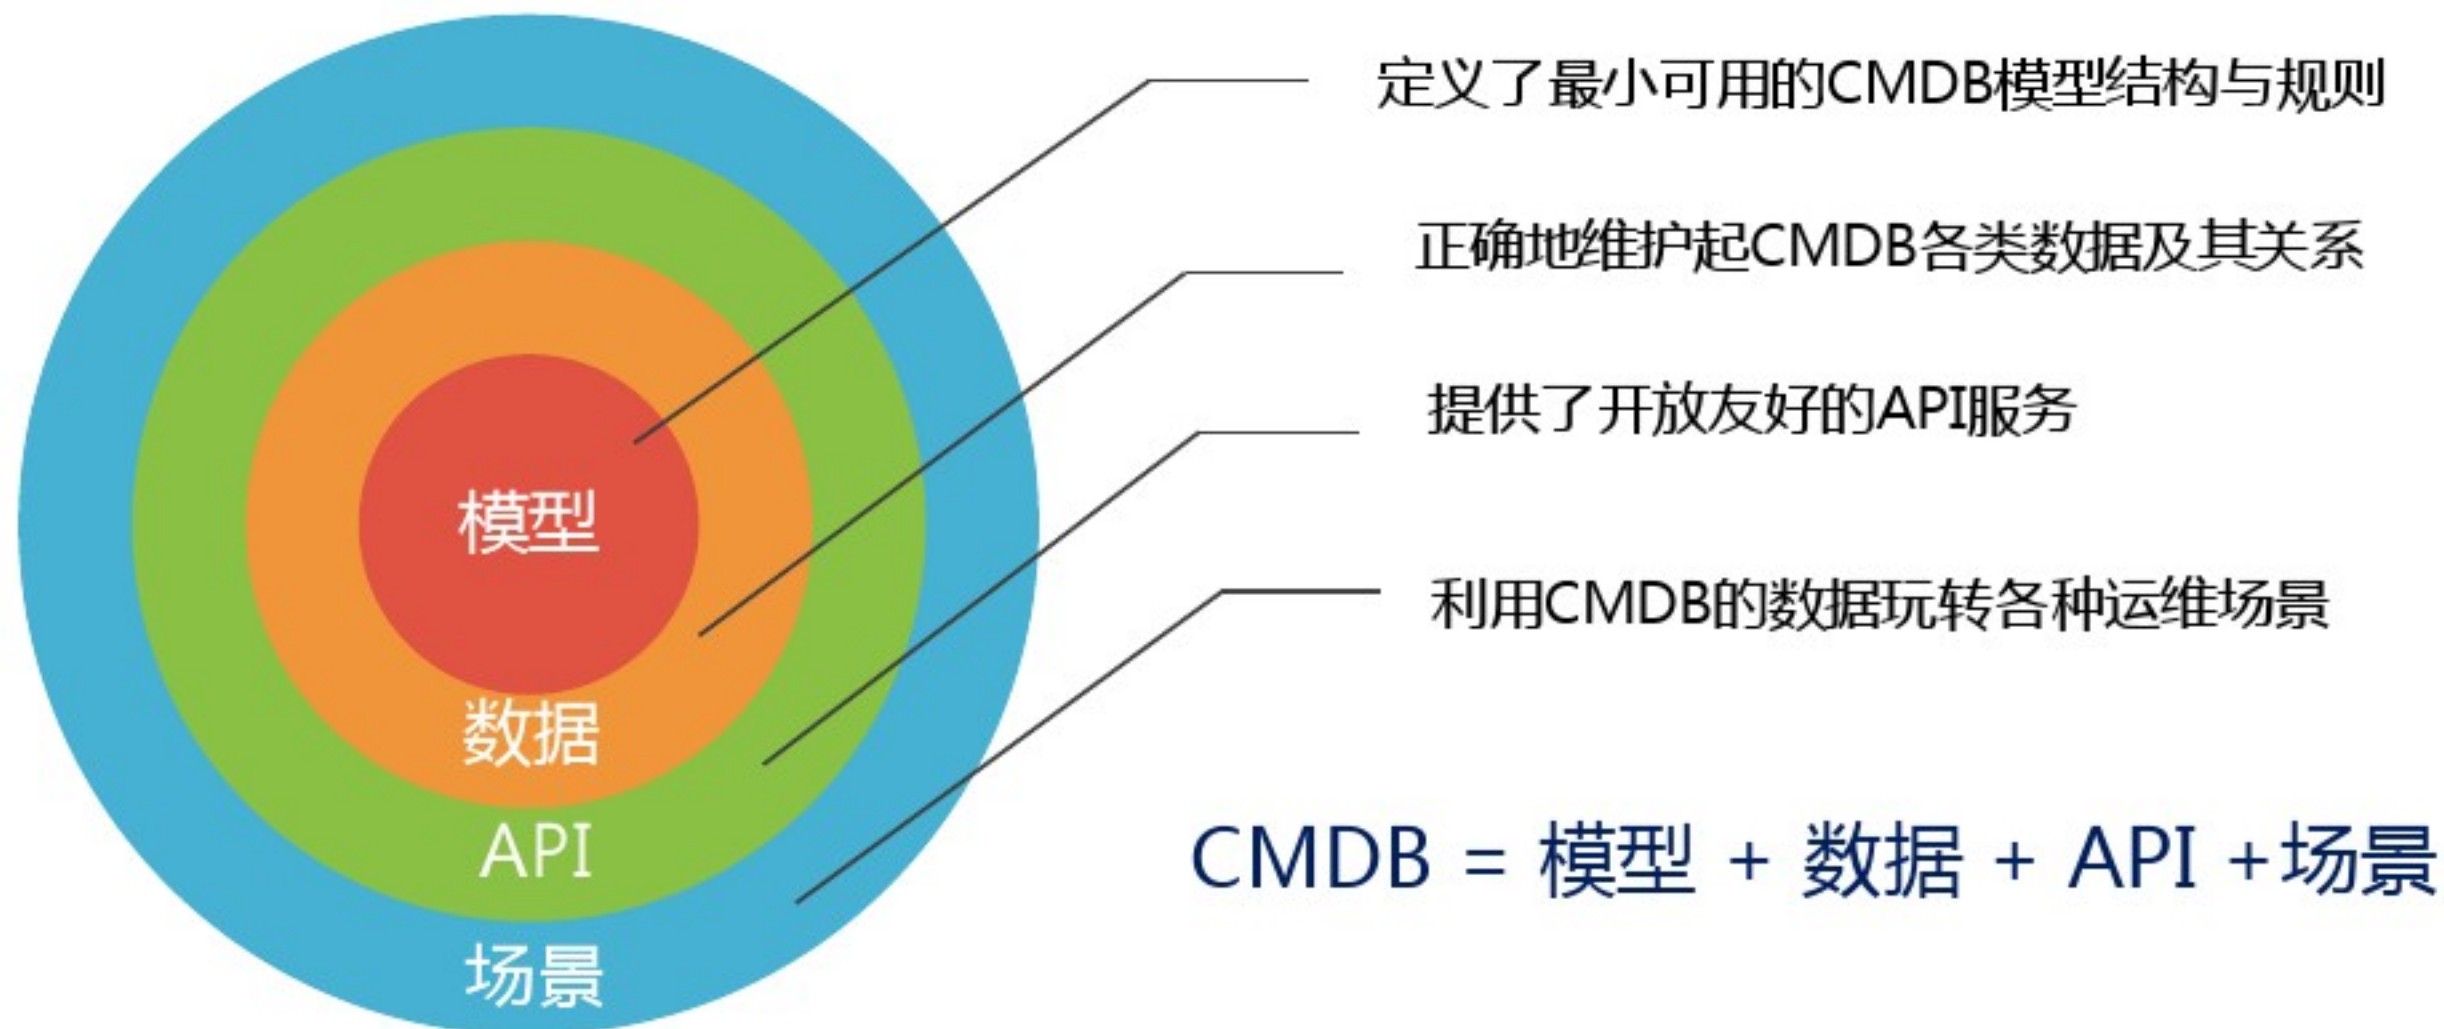 定义了最小可用的CMDB模型结构与规则
正确地维护起CMDB各类数据及其关系
提供了开放友好的API服务
利用CMDB的数据玩转各种运维场景
模型
数据
API
场景
CMDB = 模型 + 数据 + API +场景